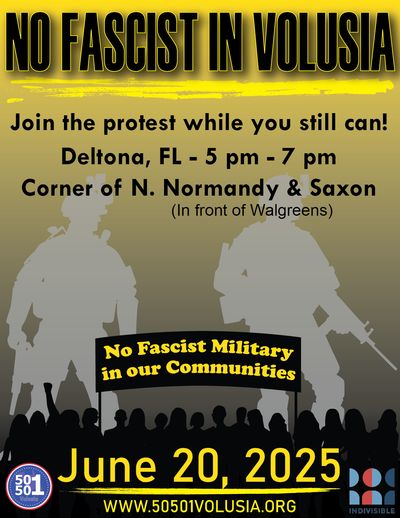 NO FASCIST IN VOLUSIA
Join the protest while you still can!
Deltona, FL - 5 pm - 7 pm
Corner of N. Normandy & Saxon
(In front of Walgreens)
No Fascist Military
in our Communities
50
501
Volusia
June 20, 2025
WWW.50501VOLUSIA.ORG
INDIVISIBLE